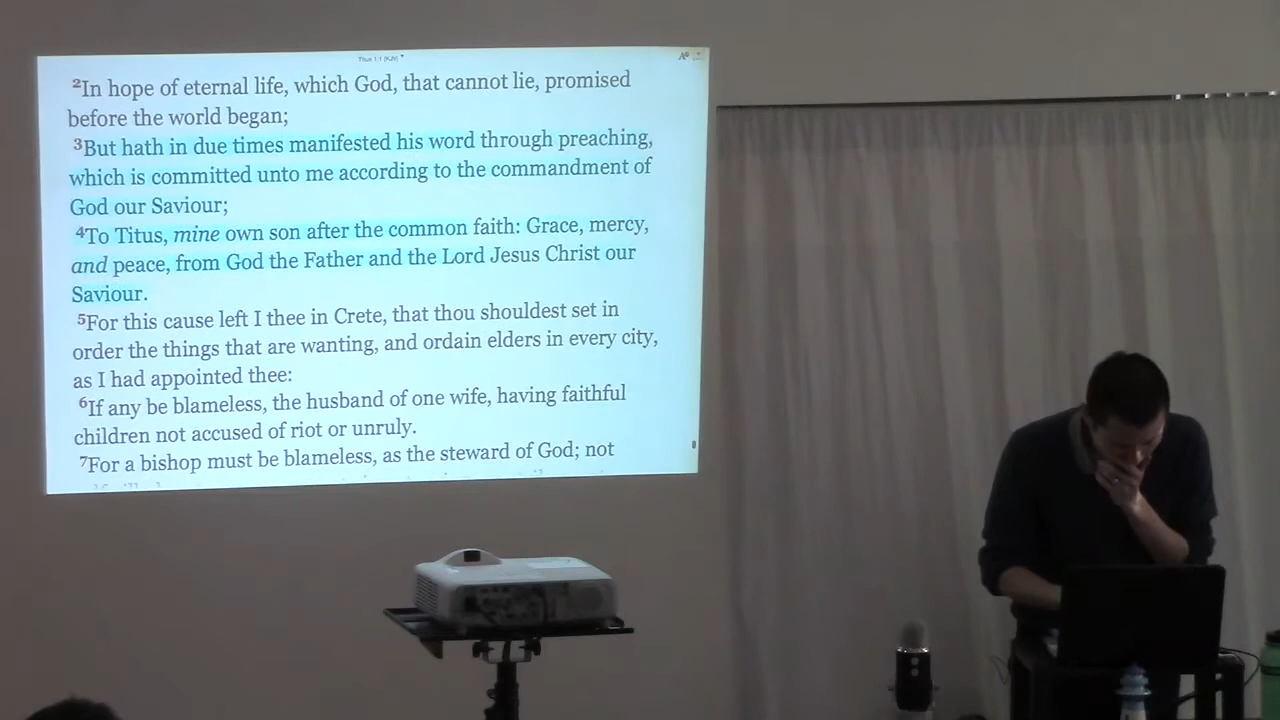 Titus 1:1 (KJV)
²In hope of eternal life, which God, that cannot lie, promised
before the world began;
³But hath in due times manifested his word through preaching,
which is committed unto me according to the commandment of
God our Saviour;
⁴To Titus, mine own son after the common faith: Grace, mercy,
and peace, from God the Father and the Lord Jesus Christ our
Saviour.
⁵For this cause left I thee in Crete, that thou shouldest set in
order the things that are wanting, and ordain elders in every city,
as I had appointed thee:
⁶If any be blameless, the husband of one wife, having faithful
children not accused of riot or unruly.
⁷For a bishop must be blameless, as the steward of God; not